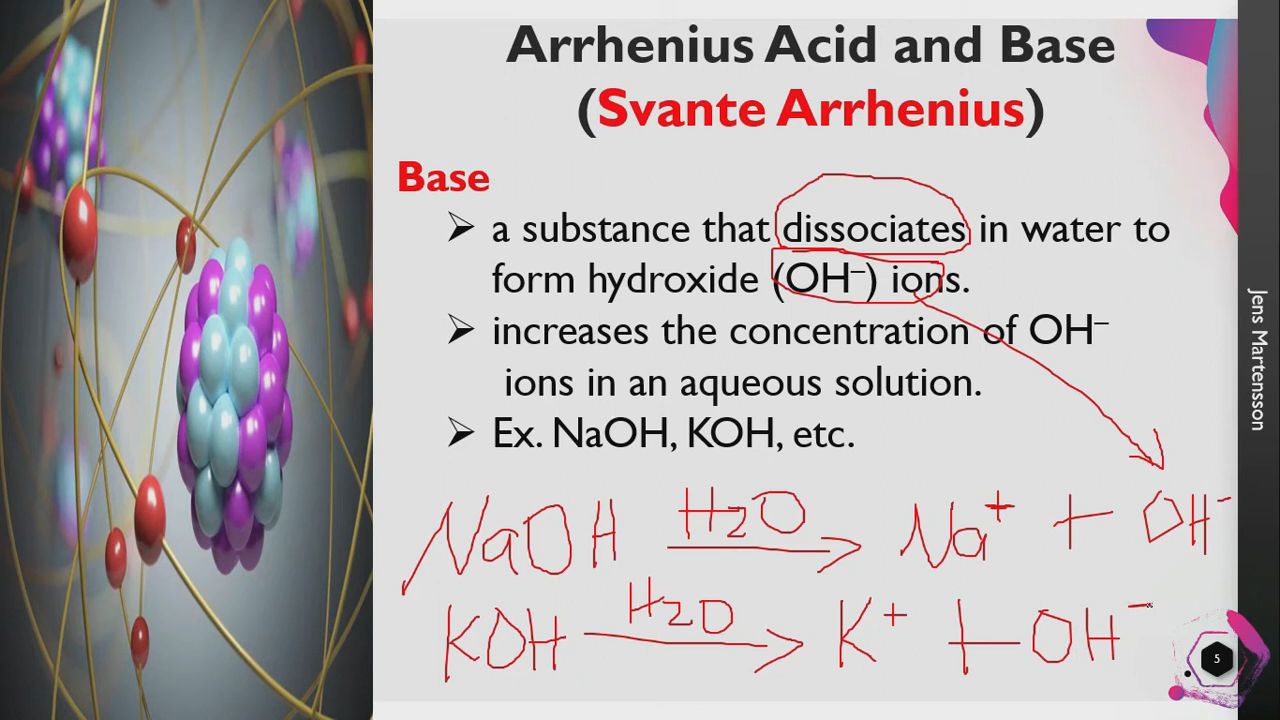 Arrhenius Acid and Base
(Svante Arrhenius)
Base
➢ a substance that dissociates in water to
form hydroxide (OH⁻) ions.
➢ increases the concentration of OH⁻
ions in an aqueous solution.
➢ Ex. NaOH, KOH, etc.
NaOH H₂O → Na⁺ + OH⁻
KOH H₂O → K⁺ + OH⁻
Jens Martensson
5